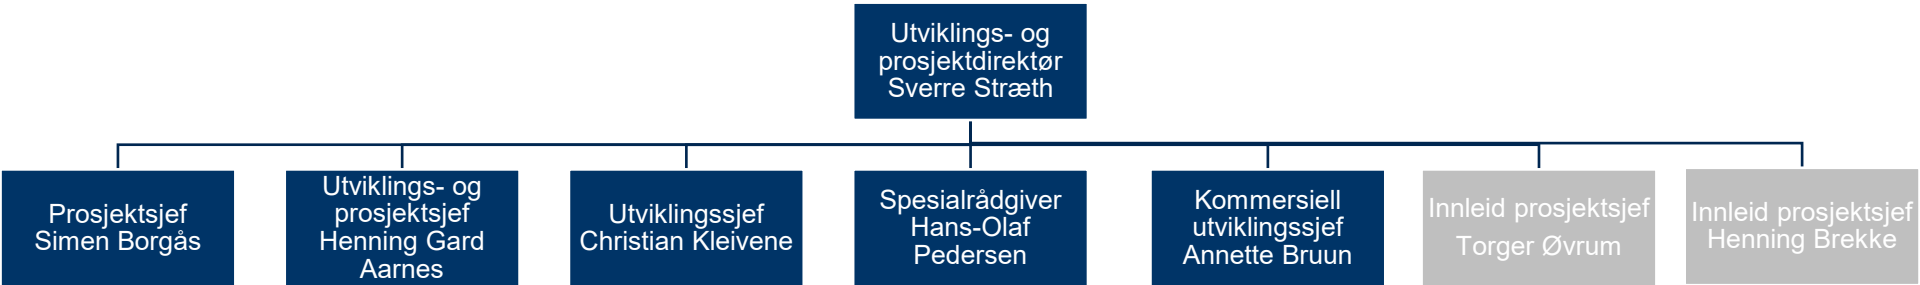 Utviklings- og
prosjektdirektør
Sverre Stræth
Prosjektsjef
Simen Borgås
Utviklings- og
prosjektsjef
Henning Gard
Aarnes
Utviklingssjef
Christian Kleivene
Spesialrådgiver
Hans-Olaf
Pedersen
Kommersiell
utviklingssjef
Annette Bruun
Innleid prosjektsjef
Torger Øvrum
Innleid prosjektsjef
Henning Brekke